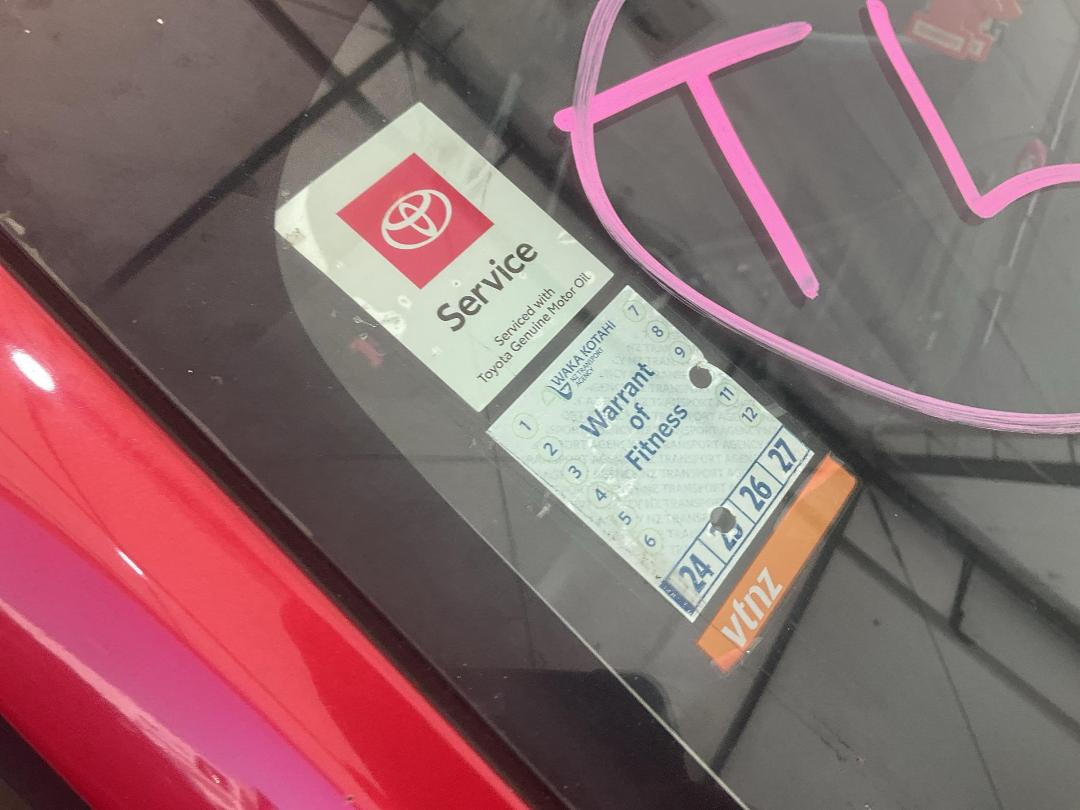 TL
Service
Serviced with
Toyota Genuine Motor Oil
WAKA KOTAHI
NZ TRANSPORT
AGENCY
Warrant
of
Fitness
1
2
3
4
5
6
7
8
9
11
12
24 25 26 27
vtnz